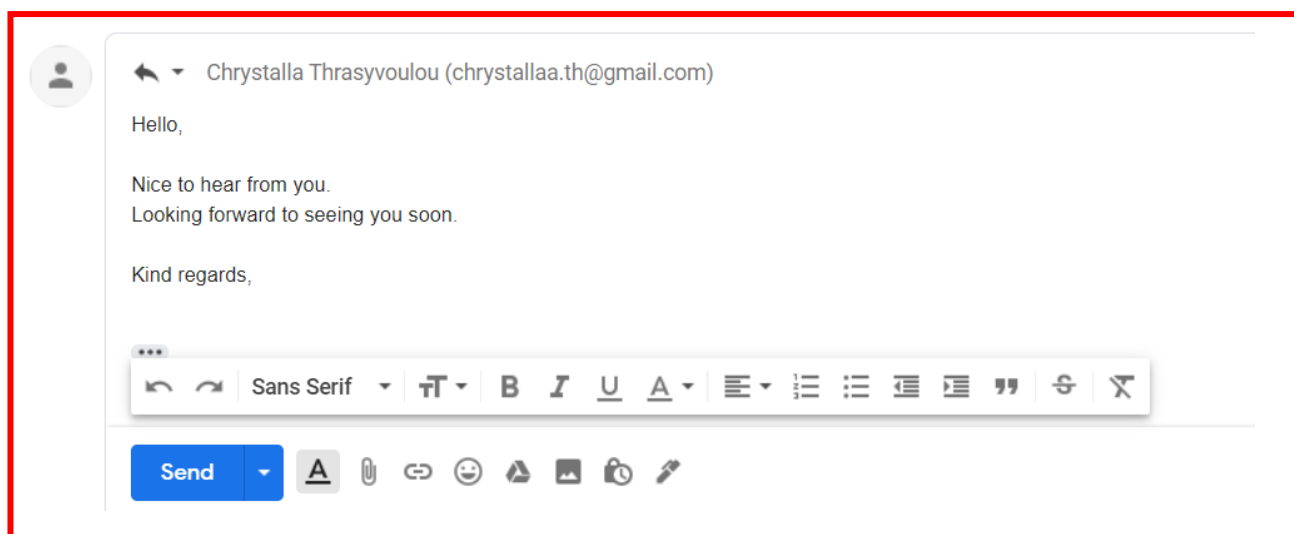 Chrystalla Thrasyvoulou (chrystallaa.th@gmail.com)
Hello,
Nice to hear from you.
Looking forward to seeing you soon.
Kind regards,
Sans Serif
Send